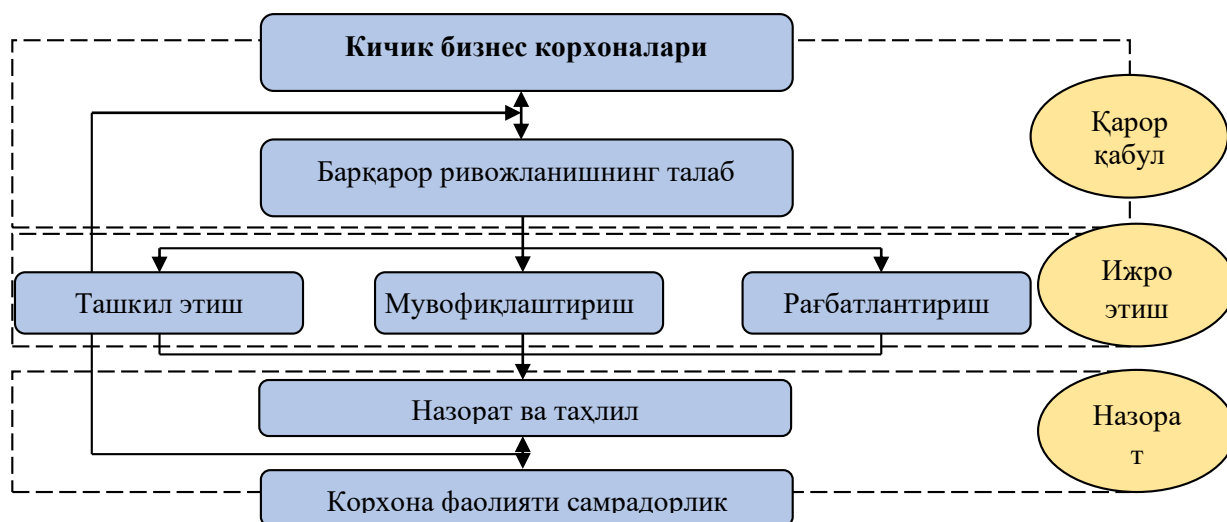 Кичик бизнес корхоналари
Қарор
қабул
Барқарор ривожланишнинг талаб
Ташкил этиш
Мувофиқлаштириш
Рағбатлантириш
Ижро
этиш
Назорат ва таҳлил
Назора
т
Корхона фаолияти самрадорлик